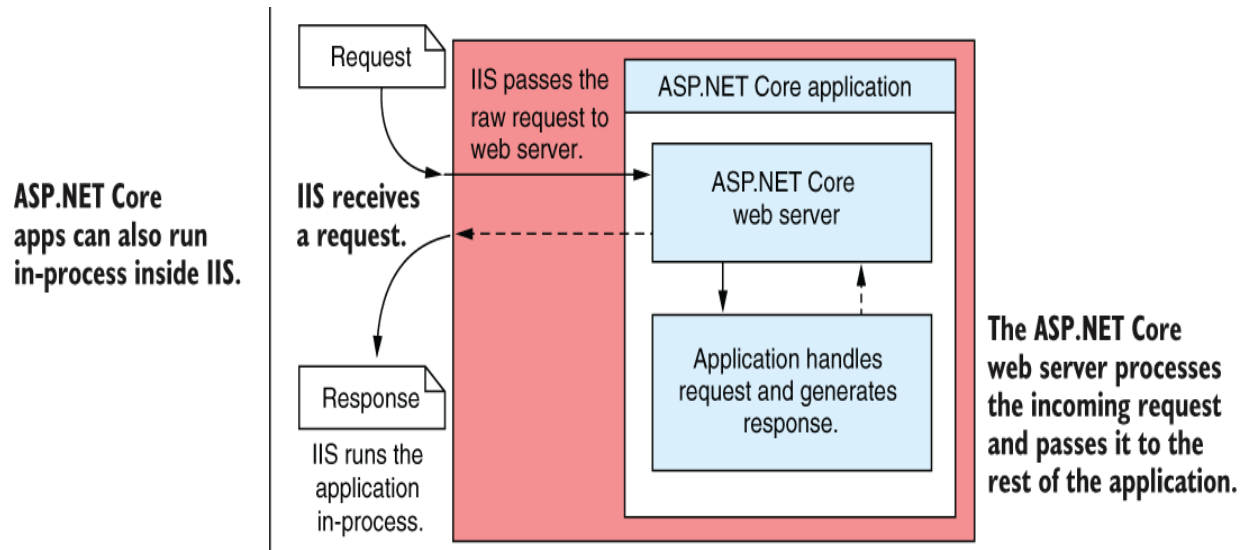 ASP.NET Core
apps can also run
in-process inside IIS.
Request
IIS receives
a request.
Response
IIS runs the
application
in-process.
IIS passes the
raw request to
web server.
ASP.NET Core application
ASP.NET Core
web server
Application handles
request and generates
response.
The ASP.NET Core
web server processes
the incoming request
and passes it to the
rest of the application.